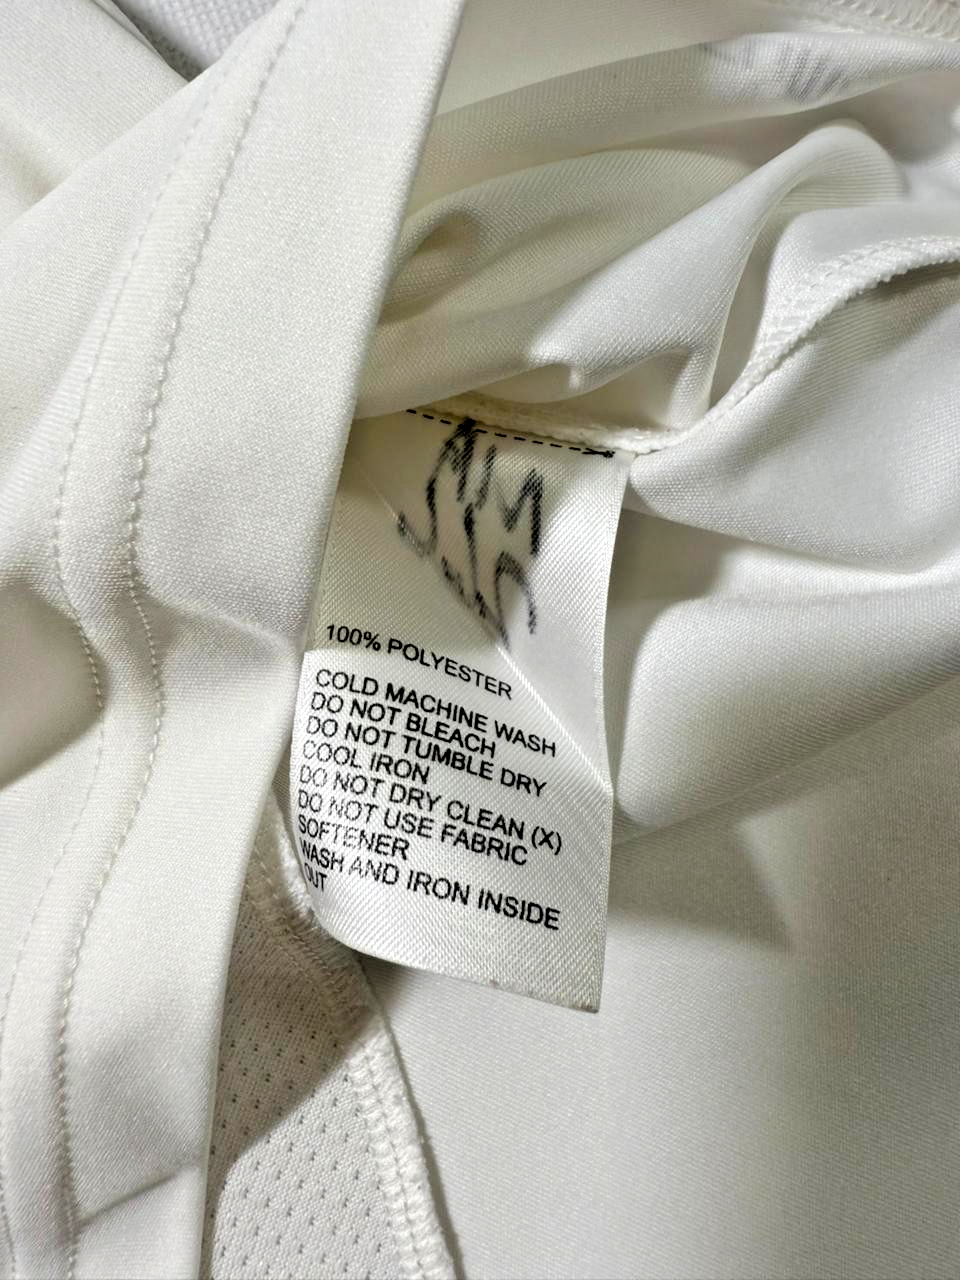 100% POLYESTER
COLD MACHINE WASH
DO NOT BLEACH
DO NOT TUMBLE DRY
COOL IRON
DO NOT DRY CLEAN (X)
DO NOT USE FABRIC
SOFTENER
WASH AND IRON INSIDE
OUT